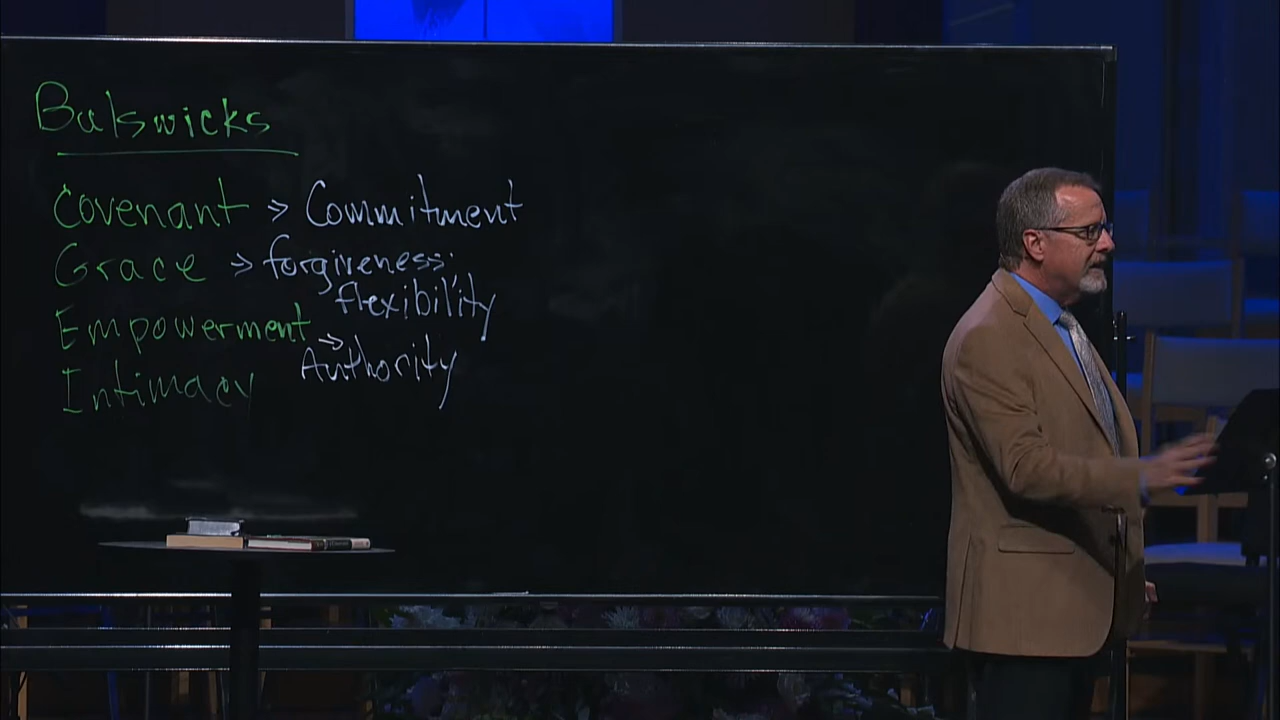 Balswicks
Covenant > Commitment
Grace > forgiveness;
flexibility
Empowerment >
Authority
Intimacy